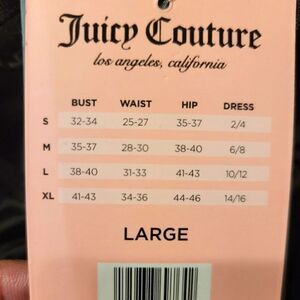 Juicy Couture
los angeles, california
BUST WAIST HIP DRESS
S 32-34 25-27 35-37 2/4
M 35-37 28-30 38-40 6/8
L 38-40 31-33 41-43 10/12
XL 41-43 34-36 44-46 14/16
LARGE